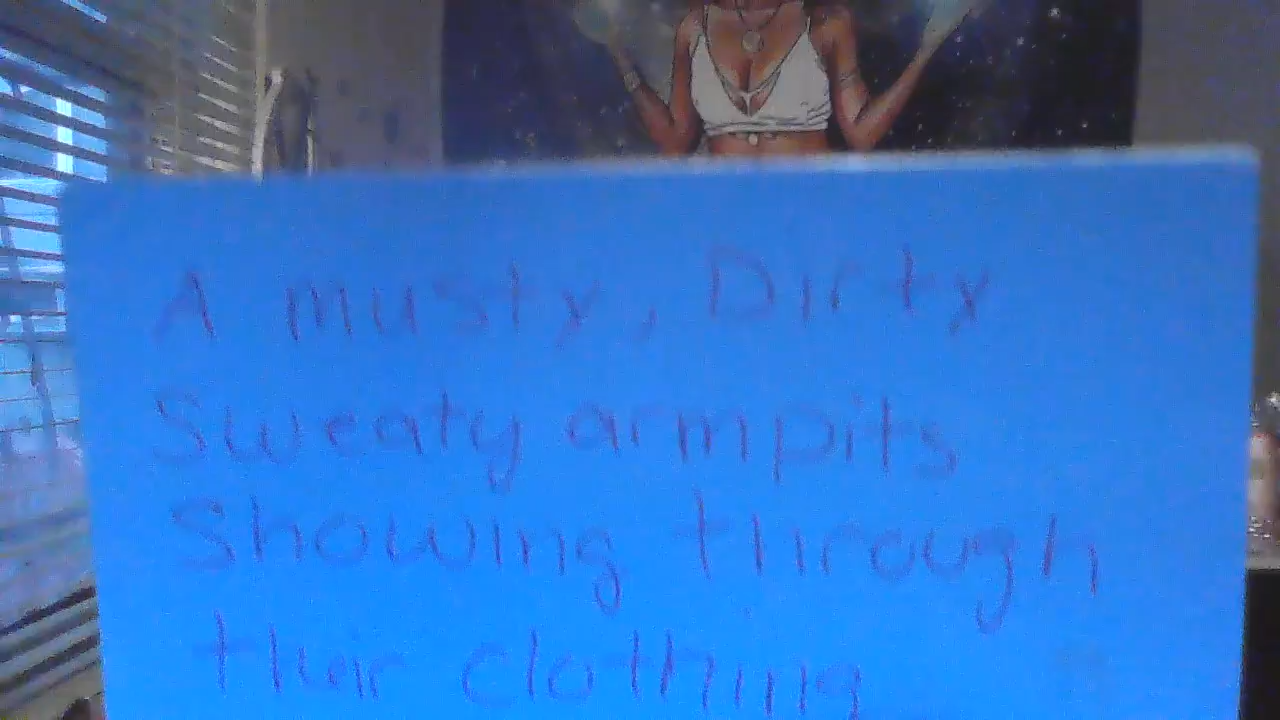 A musty, Dirty
Sweaty armpits
Showing through
their clothing